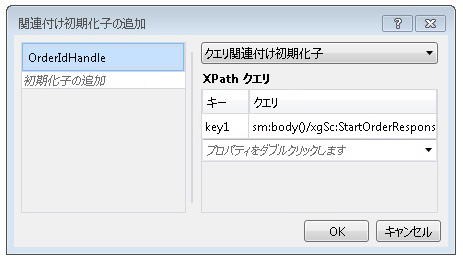 関連付け初期化子の追加
OrderIdHandle
初期化子の追加
クエリ関連付け初期化子
XPath クエリ
キー クエリ
key1 sm:body()/xgSc:StartOrderRespons
プロパティをダブルクリックします
OK キャンセル